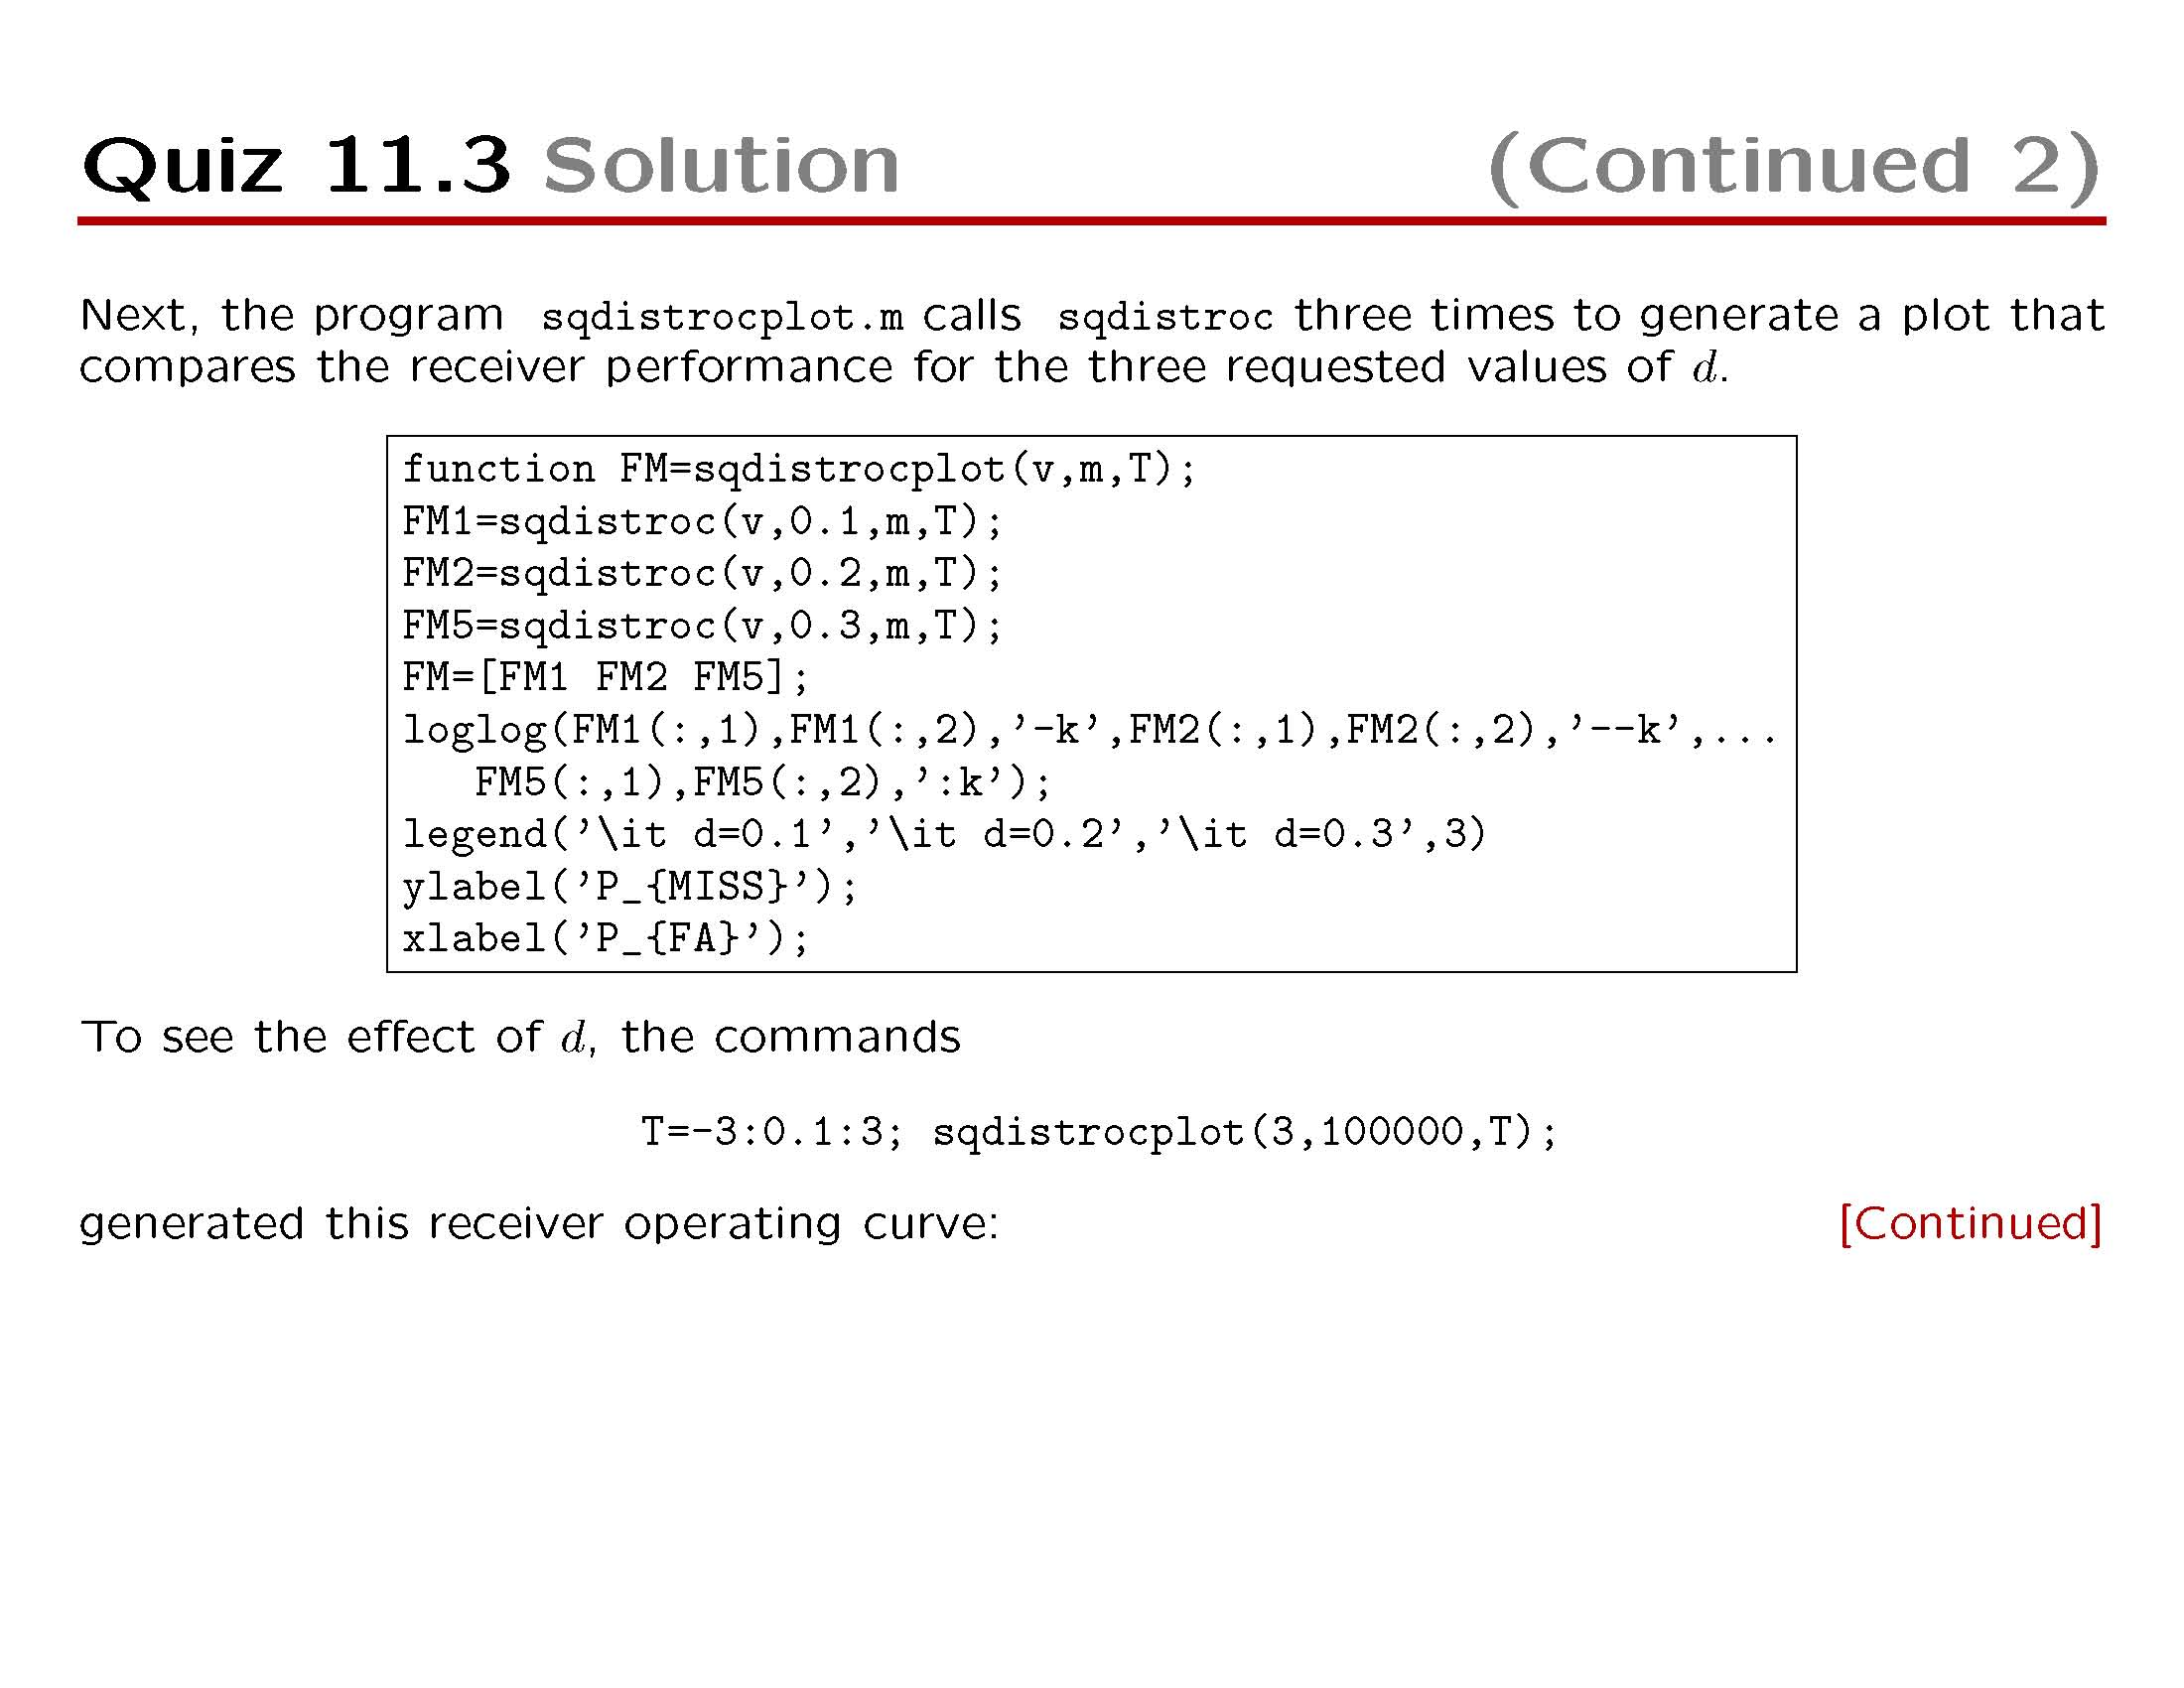 Quiz 11.3 Solution (Continued 2)
Next, the program sqdistrocplot.m calls sqdistroc three times to generate a plot that
compares the receiver performance for the three requested values of d.
function FM=sqdistrocplot(v,m,T);
FM1=sqdistroc(v,0.1,m,T);
FM2=sqdistroc(v,0.2,m,T);
FM5=sqdistroc(v,0.3,m,T);
FM=[FM1 FM2 FM5];
loglog(FM1(:,1),FM1(:,2),'-k',FM2(:,1),FM2(:,2),'--k',...
FM5(:,1),FM5(:,2),':k');
legend('\it d=0.1','\it d=0.2','\it d=0.3',3)
ylabel('P_{MISS}');
xlabel('P_{FA}');
To see the effect of d, the commands
T=-3:0.1:3; sqdistrocplot(3,100000,T);
generated this receiver operating curve: [Continued]